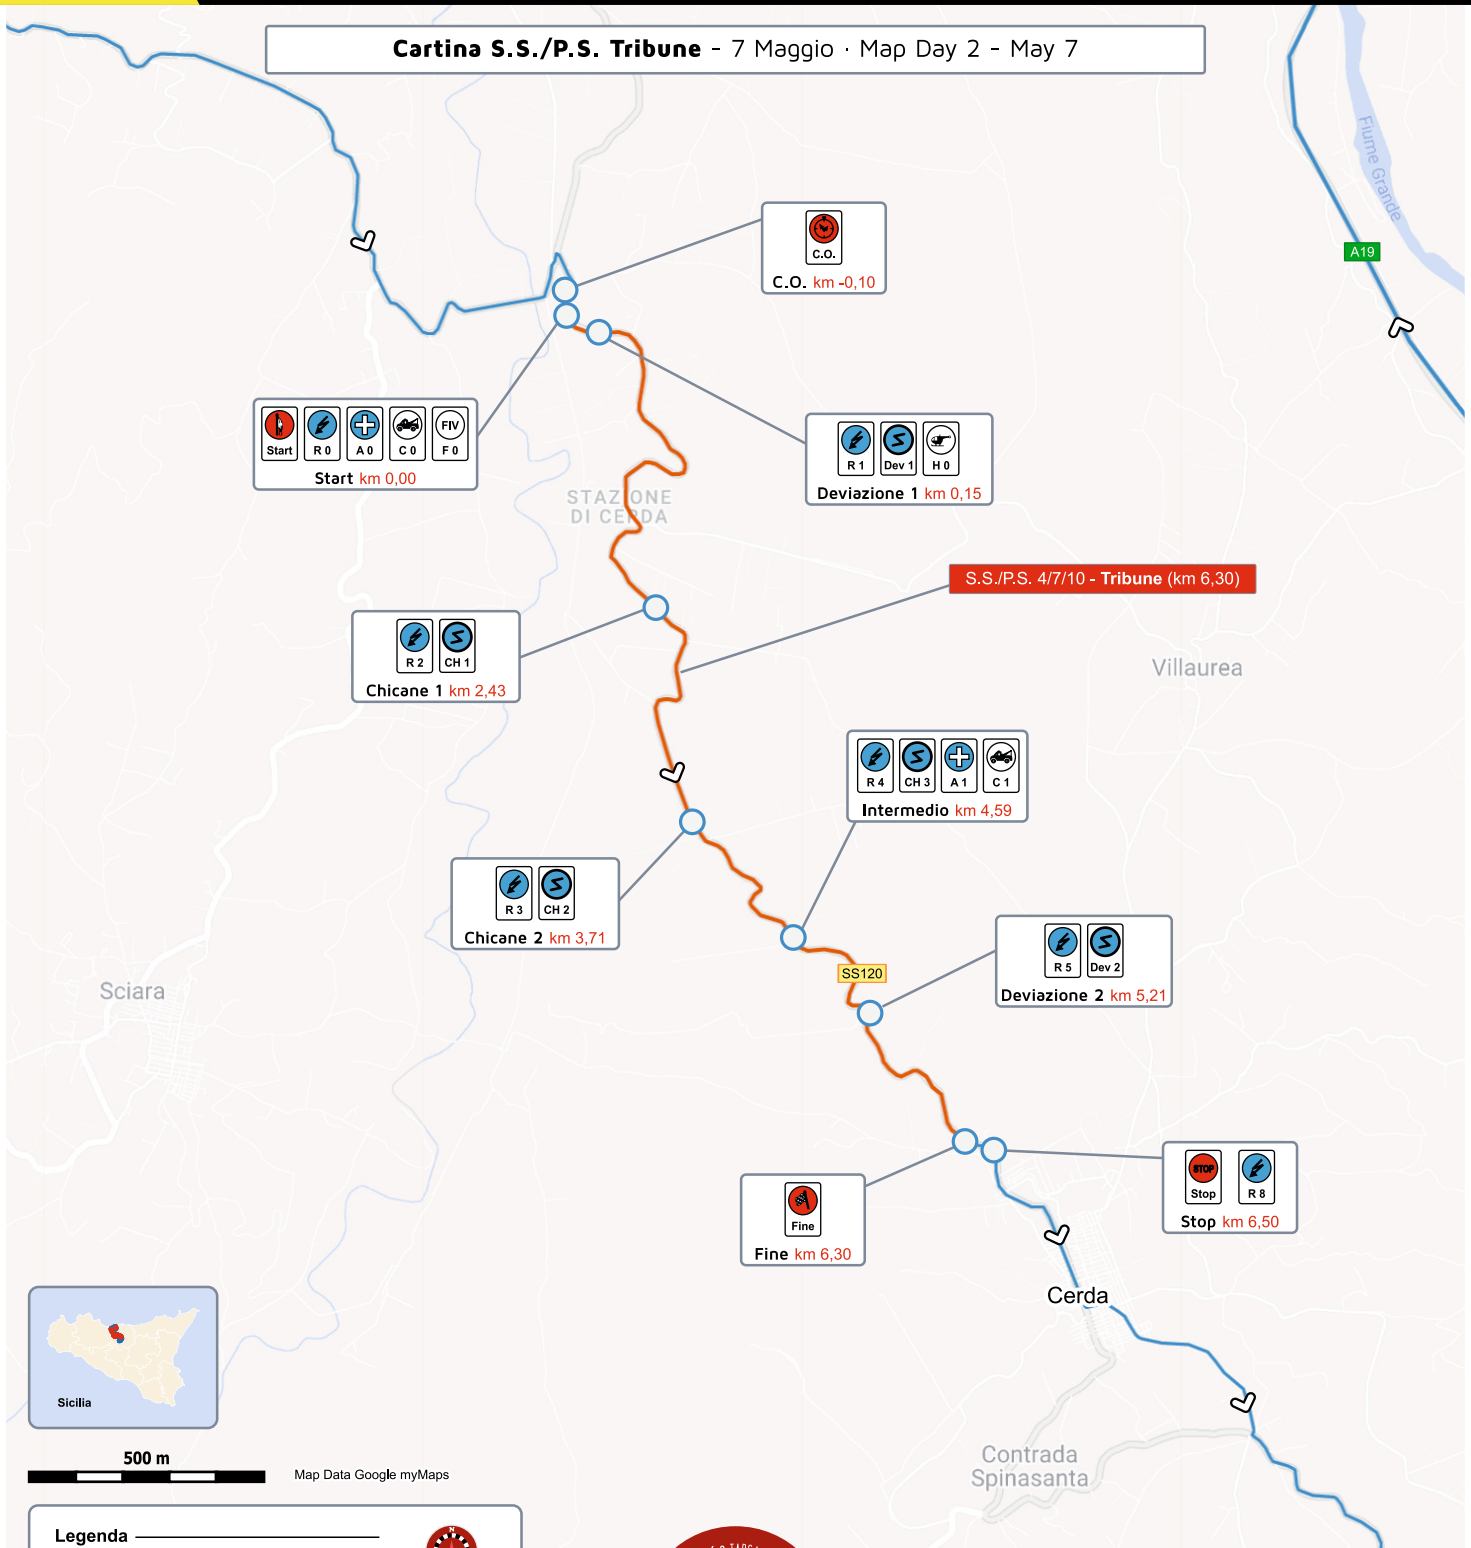 Cartina S.S./P.S. Tribune - 7 Maggio · Map Day 2 - May 7
Fiume Grande
A19
C.O.
C.O. km -0,10
Start R 0 A 0 C 0 FIV F 0
Start km 0,00
R 1 Dev 1 H 0
Deviazione 1 km 0,15
STAZIONE
DI CERDA
S.S./P.S. 4/7/10 - Tribune (km 6,30)
R 2 CH 1
Chicane 1 km 2,43
Villaurea
R 4 CH 3 A 1 C 1
Intermedio km 4,59
R 3 CH 2
Chicane 2 km 3,71
SS120
R 5 Dev 2
Deviazione 2 km 5,21
Sciara
STOP
Stop R 8
Stop km 6,50
Fine
Fine km 6,30
Cerda
Sicilia
Contrada
Spinasanta
500 m
Map Data Google myMaps
Legenda
N